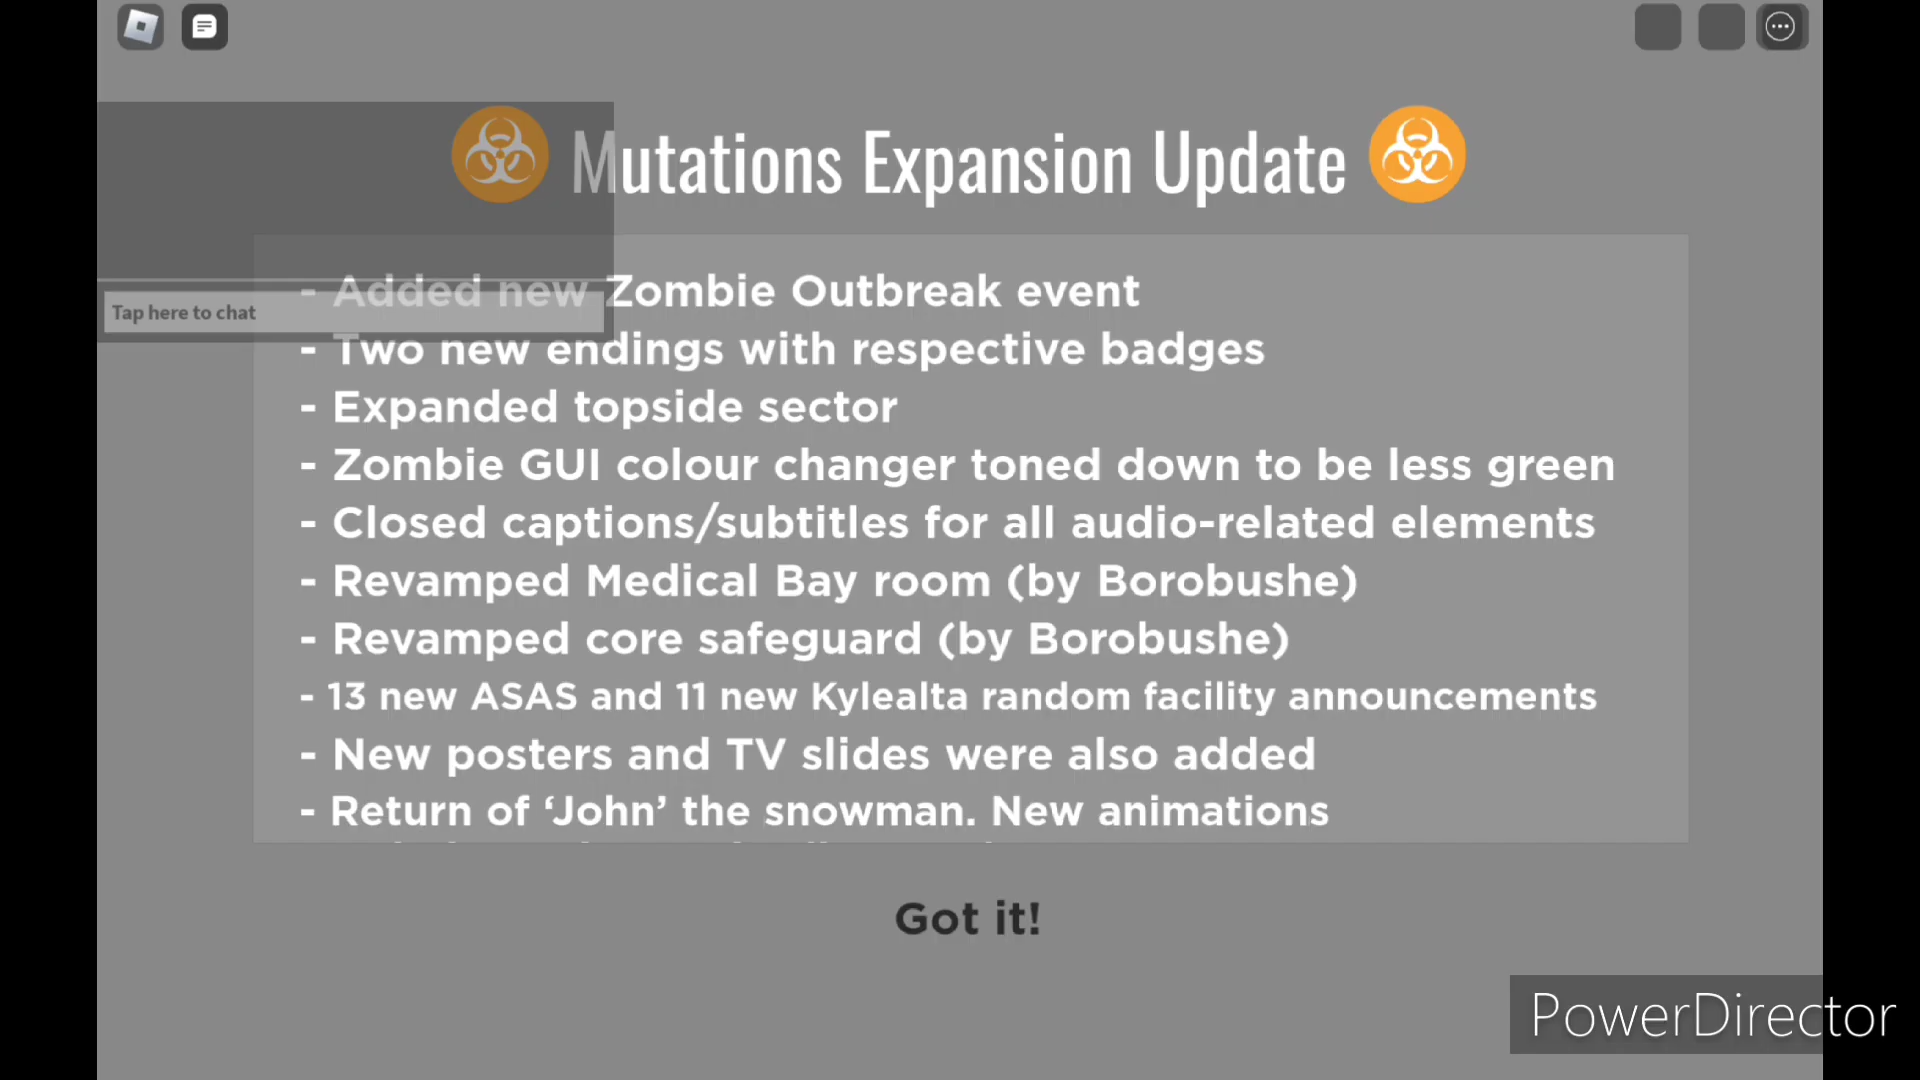 Mutations Expansion Update
- Added new Zombie Outbreak event
Tap here to chat
- Two new endings with respective badges
- Expanded topside sector
- Zombie GUI colour changer toned down to be less green
- Closed captions/subtitles for all audio-related elements
- Revamped Medical Bay room (by Borobushe)
- Revamped core safeguard (by Borobushe)
- 13 new ASAS and 11 new Kylealta random facility announcements
- New posters and TV slides were also added
- Return of ‘John’ the snowman. New animations
Got it!
PowerDirector